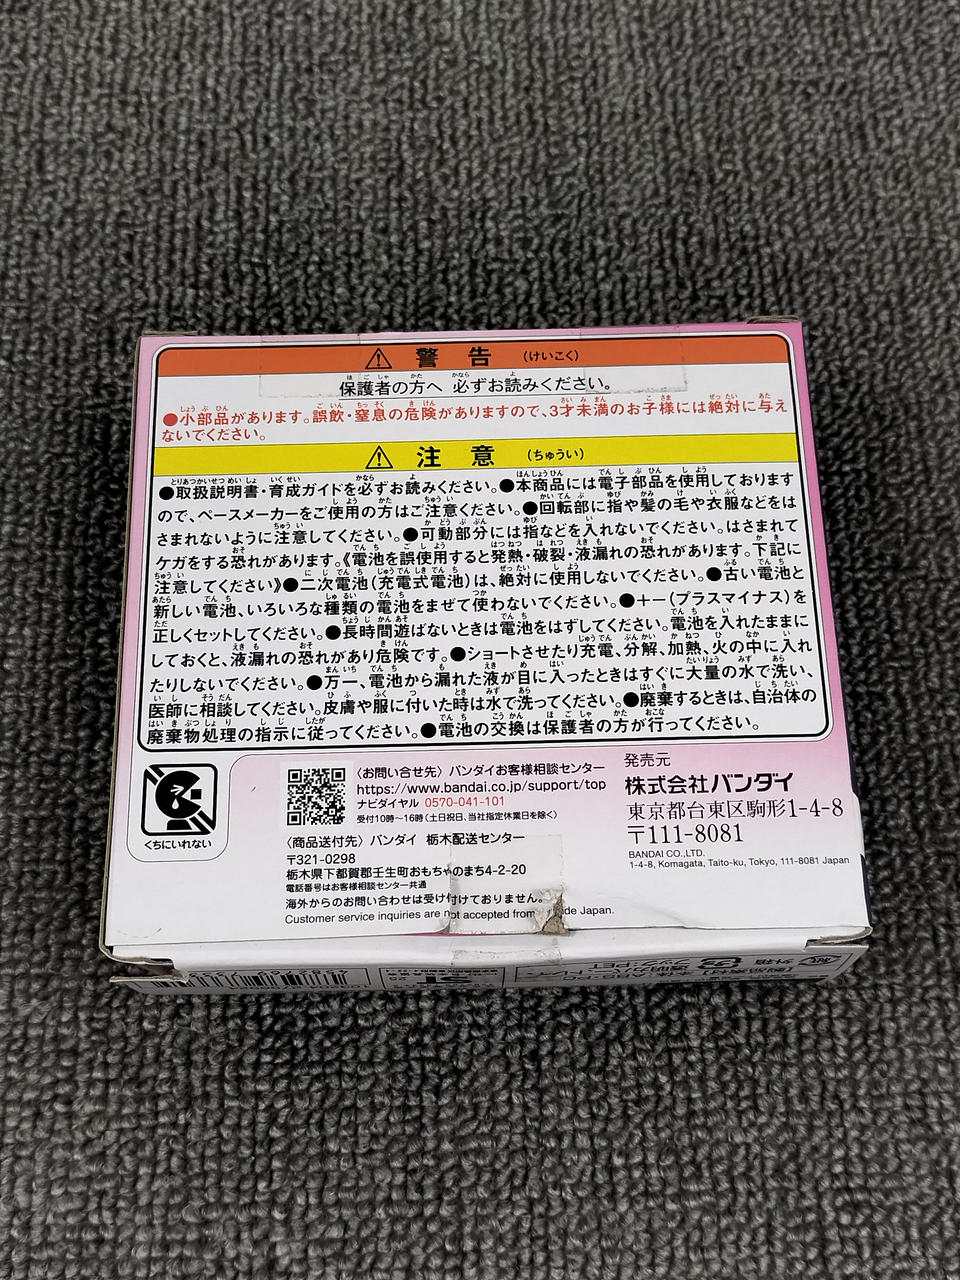 ⚠警告(けいこく)
保護者の方へ 必ずお読みください。
●小部品があります。誤飲・窒息の危険がありますので、3才未満のお子様には絶対に与え
ないでください。
⚠注意(ちゅうい)
●取扱説明書・育成ガイドを必ずお読みください。●本商品には電子部品を使用しております
ので、ペースメーカーをご使用の方はご注意ください。●回転部に指や髪の毛や衣服などをは
さまれないように注意してください。●可動部分には指などを入れないでください。はさまれて
ケガをする恐れがあります。《電池を誤使用すると発熱・破裂・液漏れの恐れがあります。下記に
注意してください》●二次電池(充電式電池)は、絶対に使用しないでください。●古い電池と
新しい電池、いろいろな種類の電池をまぜて使わないでください。●+-(プラスマイナス)を
正しくセットしてください。●長時間遊ばないときは電池をはずしてください。電池を入れたままに
しておくと、液漏れの恐れがあり危険です。●ショートさせたり充電、分解、加熱、火の中に入れ
たりしないでください。●万一、電池から漏れた液が目に入ったときはすぐに大量の水で洗い、
医師に相談してください。皮膚や服に付いた時は水で洗ってください。●廃棄するときは、自治体の
廃棄物処理の指示に従ってください。●電池の交換は保護者の方が行ってください。
くちにいれない
〈お問い合せ先〉バンダイお客様相談センター
https://www.bandai.co.jp/support/top
ナビダイヤル 0570-041-101
受付10時~16時(土日祝日、当社指定休業日を除く)
〈商品送付先〉バンダイ 栃木配送センター
〒321-0298
栃木県下都賀郡壬生町おもちゃのまち4-2-20
電話番号はお客様相談センター共通
海外からのお問い合わせは受け付けておりません。
Customer service inquiries are not accepted from outside Japan.
発売元
株式会社バンダイ
東京都台東区駒形1-4-8
〒111-8081
BANDAI CO.,LTD.
1-4-8, Komagata, Taito-ku, Tokyo, 111-8081 Japan
紙 外箱